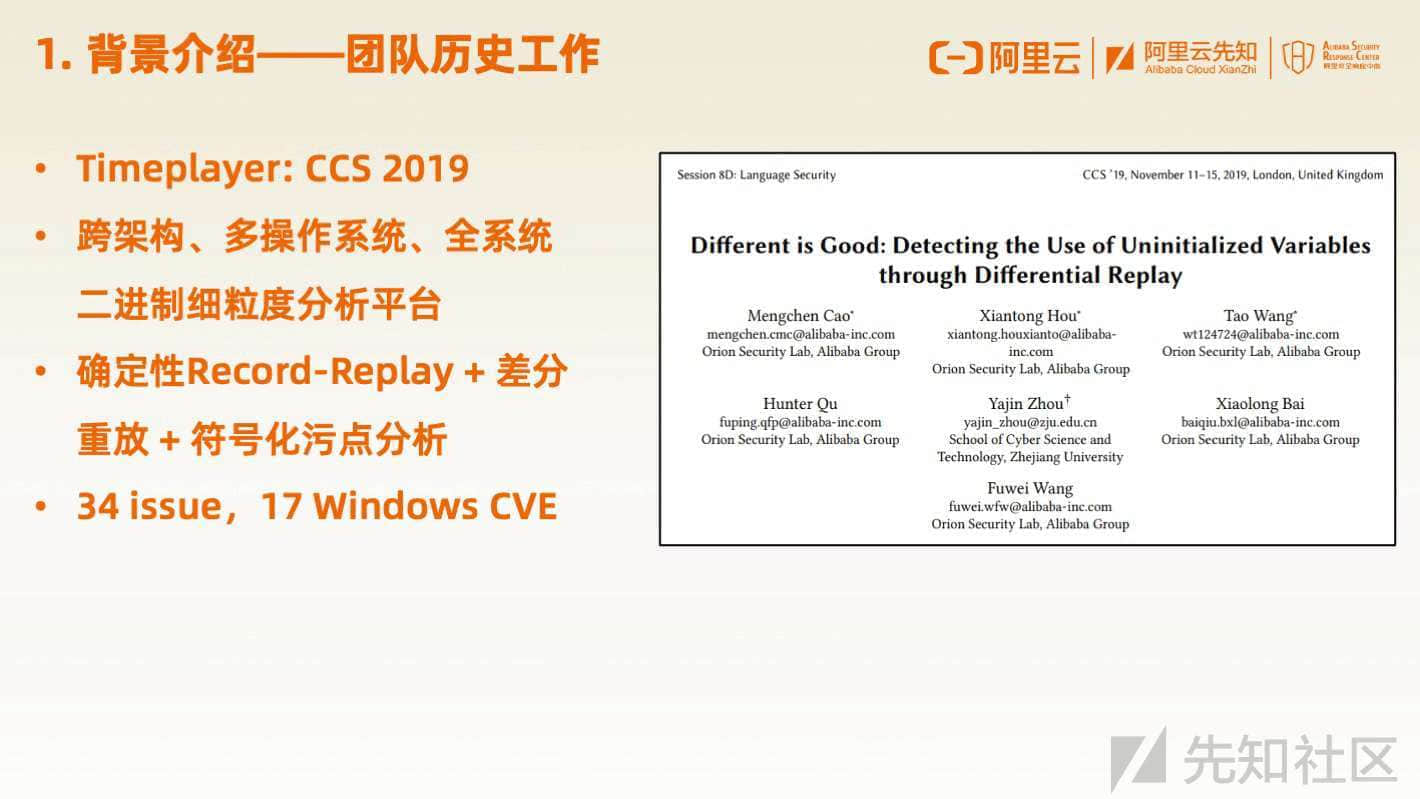 1. 背景介绍——团队历史工作
阿里云
阿里云先知
Alibaba Cloud XianZhi
ALIBABA SECURITY
RESPONSE CENTER
• Timeplayer: CCS 2019
• 跨架构、多操作系统、全系统
二进制细粒度分析平台
• 确定性Record-Replay + 差分
重放 + 符号化污点分析
• 34 issue，17 Windows CVE
Session 8D: Language Security
CCS ’19, November 11–15, 2019, London, United Kingdom
Different is Good: Detecting the Use of Uninitialized Variables
through Differential Replay
Mengchen Cao*
mengchen.cmc@alibaba-inc.com
Orion Security Lab, Alibaba Group
Xiantong Hou*
xiantong.houxianto@alibaba-
inc.com
Orion Security Lab, Alibaba Group
Tao Wang*
wt124724@alibaba-inc.com
Orion Security Lab, Alibaba Group
Hunter Qu
fuping.qfp@alibaba-inc.com
Orion Security Lab, Alibaba Group
Yajin Zhou†
yajin_zhou@zju.edu.cn
School of Cyber Science and
Technology, Zhejiang University
Xiaolong Bai
baiqiu.bxl@alibaba-inc.com
Orion Security Lab, Alibaba Group
Fuwei Wang
fuwei.wfw@alibaba-inc.com
Orion Security Lab, Alibaba Group
先知社区